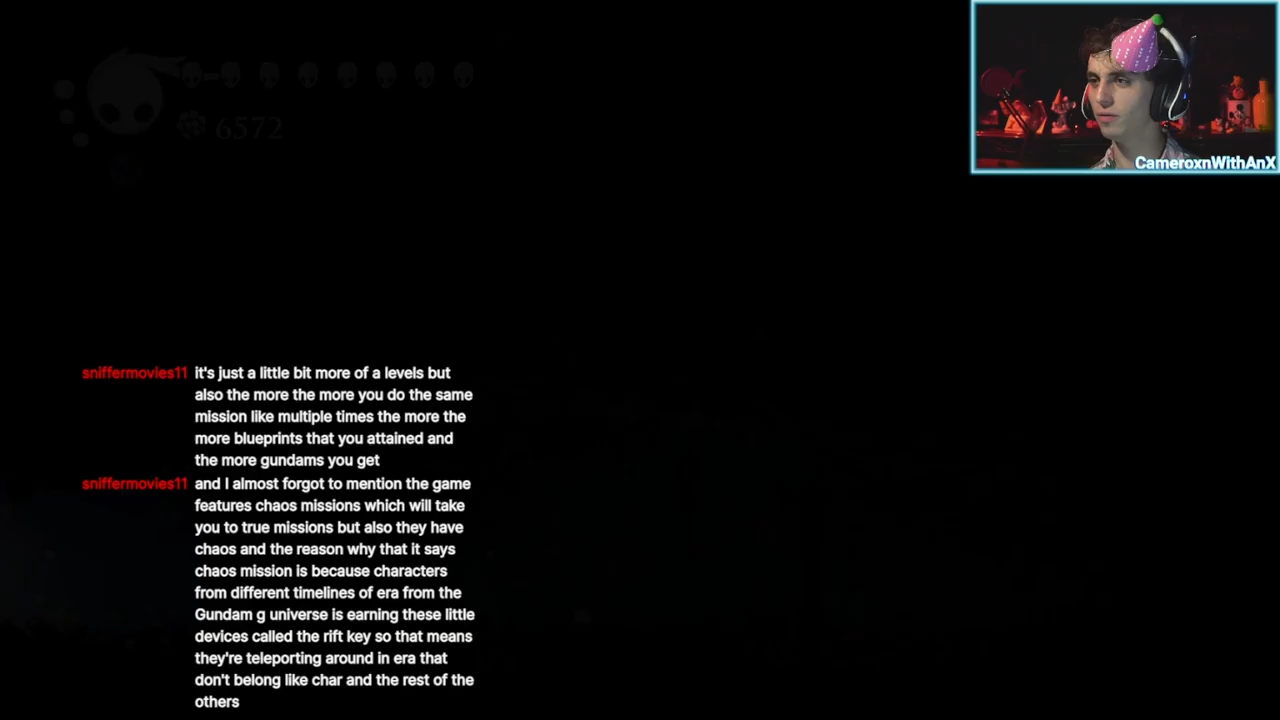 6572
CameroxnWithAnX
sniffermovies11 it's just a little bit more of a levels but
also the more the more you do the same
mission like multiple times the more the
more blueprints that you attained and
the more gundams you get
sniffermovies11 and I almost forgot to mention the game
features chaos missions which will take
you to true missions but also they have
chaos and the reason why that it says
chaos mission is because characters
from different timelines of era from the
Gundam g universe is earning these little
devices called the rift key so that means
they're teleporting around in era that
don't belong like char and the rest of the
others